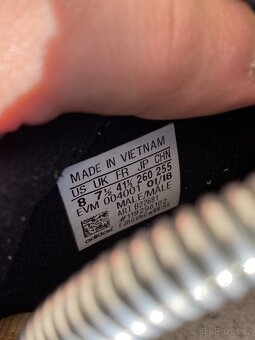 MADE IN VIETNAM
US UK FR JP CHN
8 7½ 41⅓ 260 255
EVM 004001 01/18
MALE/MALE
ART B22681
adidas